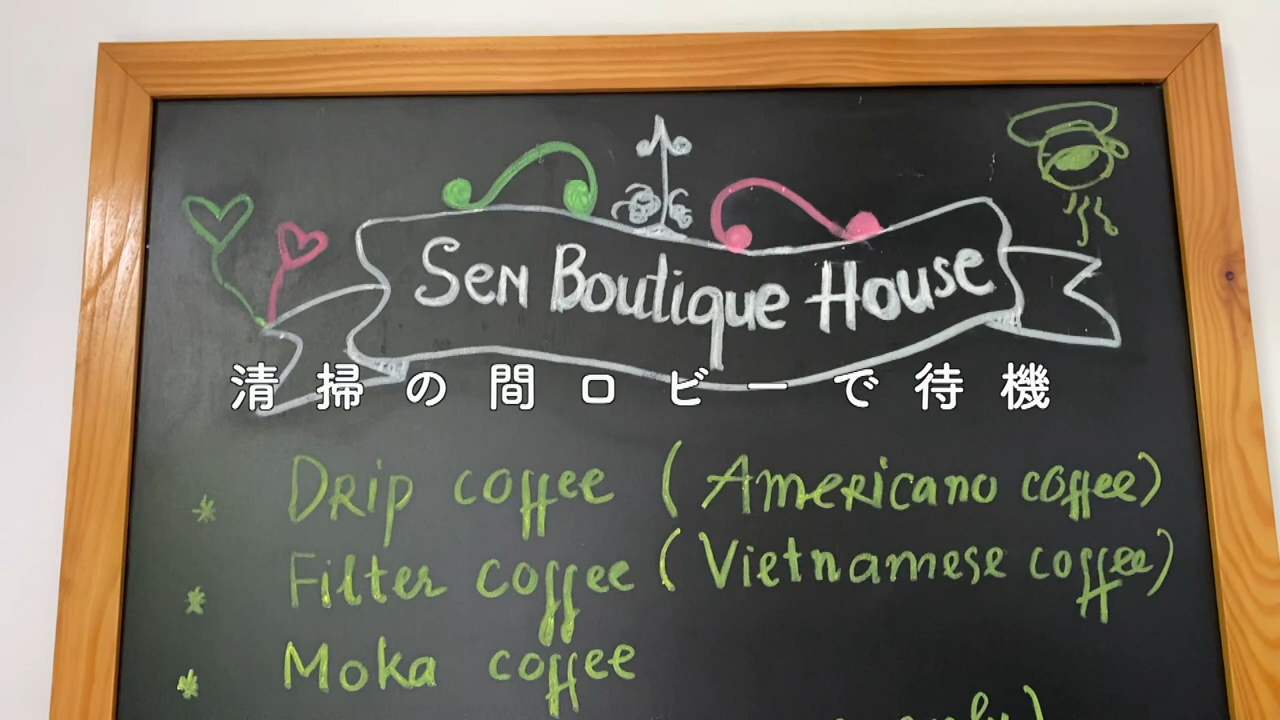 Sen Boutique House
清掃の間ロビーで待機
* Drip coffee (Americano coffee)
* Filter coffee (Vietnamese coffee)
* Moka coffee